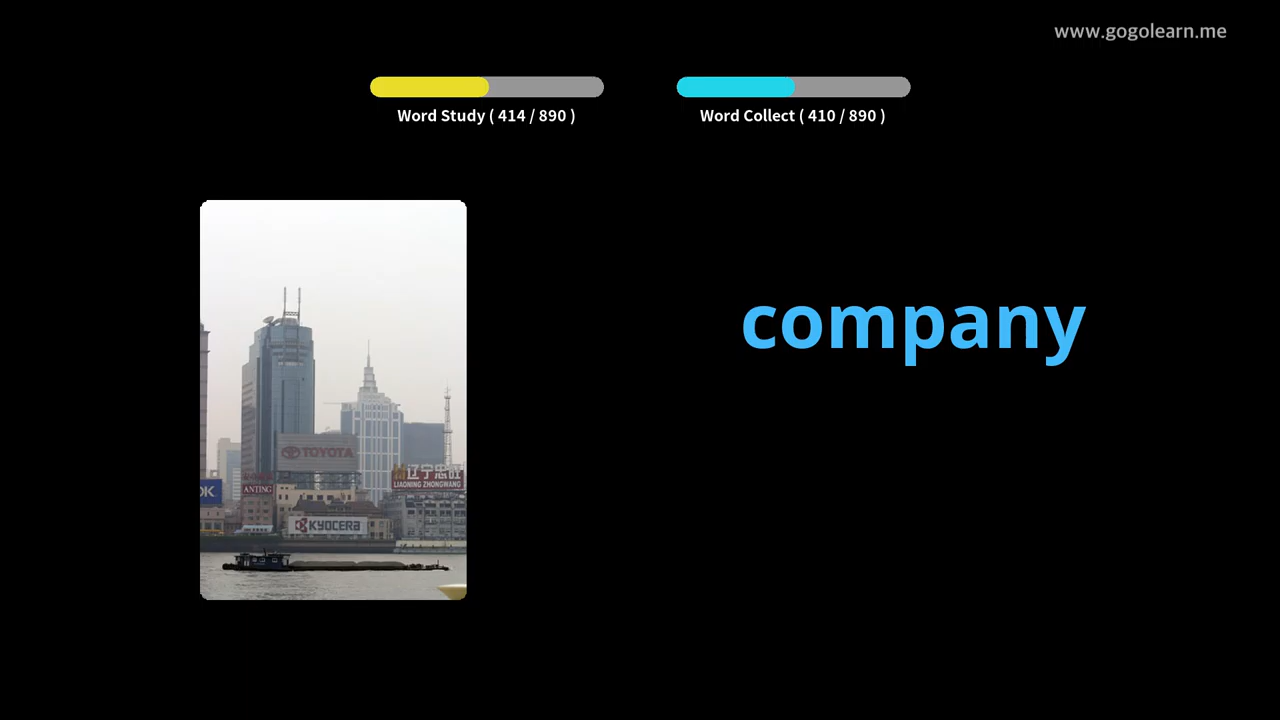 www.gogolearn.me
Word Study ( 414 / 890 )
Word Collect ( 410 / 890 )
company
TOYOTA
辽宁忠旺
LIAONING ZHONGWANG
OK
ANTING
KYOCERA